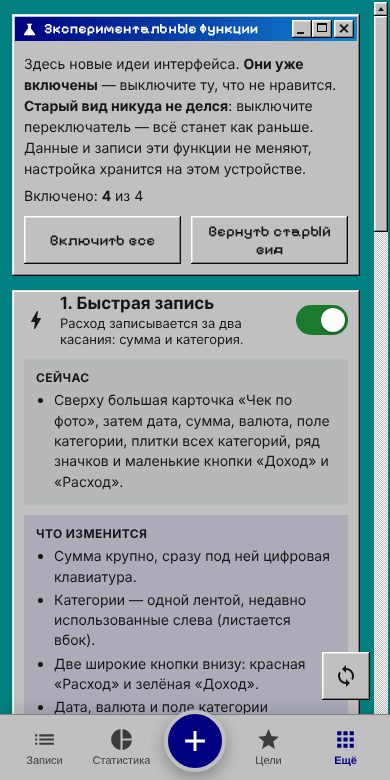 Экспериментальные функции
Здесь новые идеи интерфейса. Они уже
включены — выключите ту, что не нравится.
Старый вид никуда не делся: выключите
переключатель — всё станет как раньше.
Данные и записи эти функции не меняют,
настройка хранится на этом устройстве.
Включено: 4 из 4
Включить все
Вернуть старый
вид
1. Быстрая запись
Расход записывается за два
касания: сумма и категория.
СЕЙЧАС
• Сверху большая карточка «Чек по
фото», затем дата, сумма, валюта, поле
категории, плитки всех категорий, ряд
значков и маленькие кнопки «Доход» и
«Расход».
ЧТО ИЗМЕНИТСЯ
• Сумма крупно, сразу под ней цифровая
клавиатура.
• Категории — одной лентой, недавно
использованные слева (листается
вбок).
• Две широкие кнопки внизу: красная
«Расход» и зелёная «Доход».
• Дата, валюта и поле категории
Записи
Статистика
Цели
Ещё